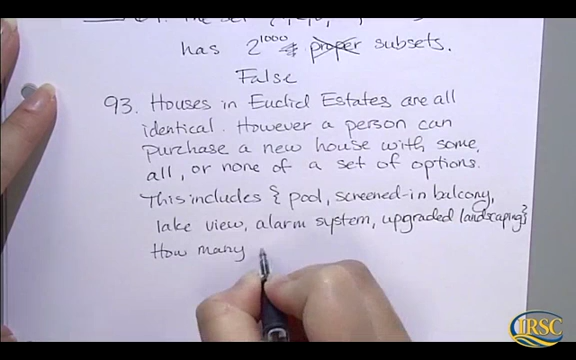 has 2^1000 proper subsets.
False
93. Houses in Euclid Estates are all
identical. However a person can
purchase a new house with some,
all, or none of a set of options.
This includes { pool, screened-in balcony,
lake view, alarm system, upgraded landscaping}
How many
IRSC